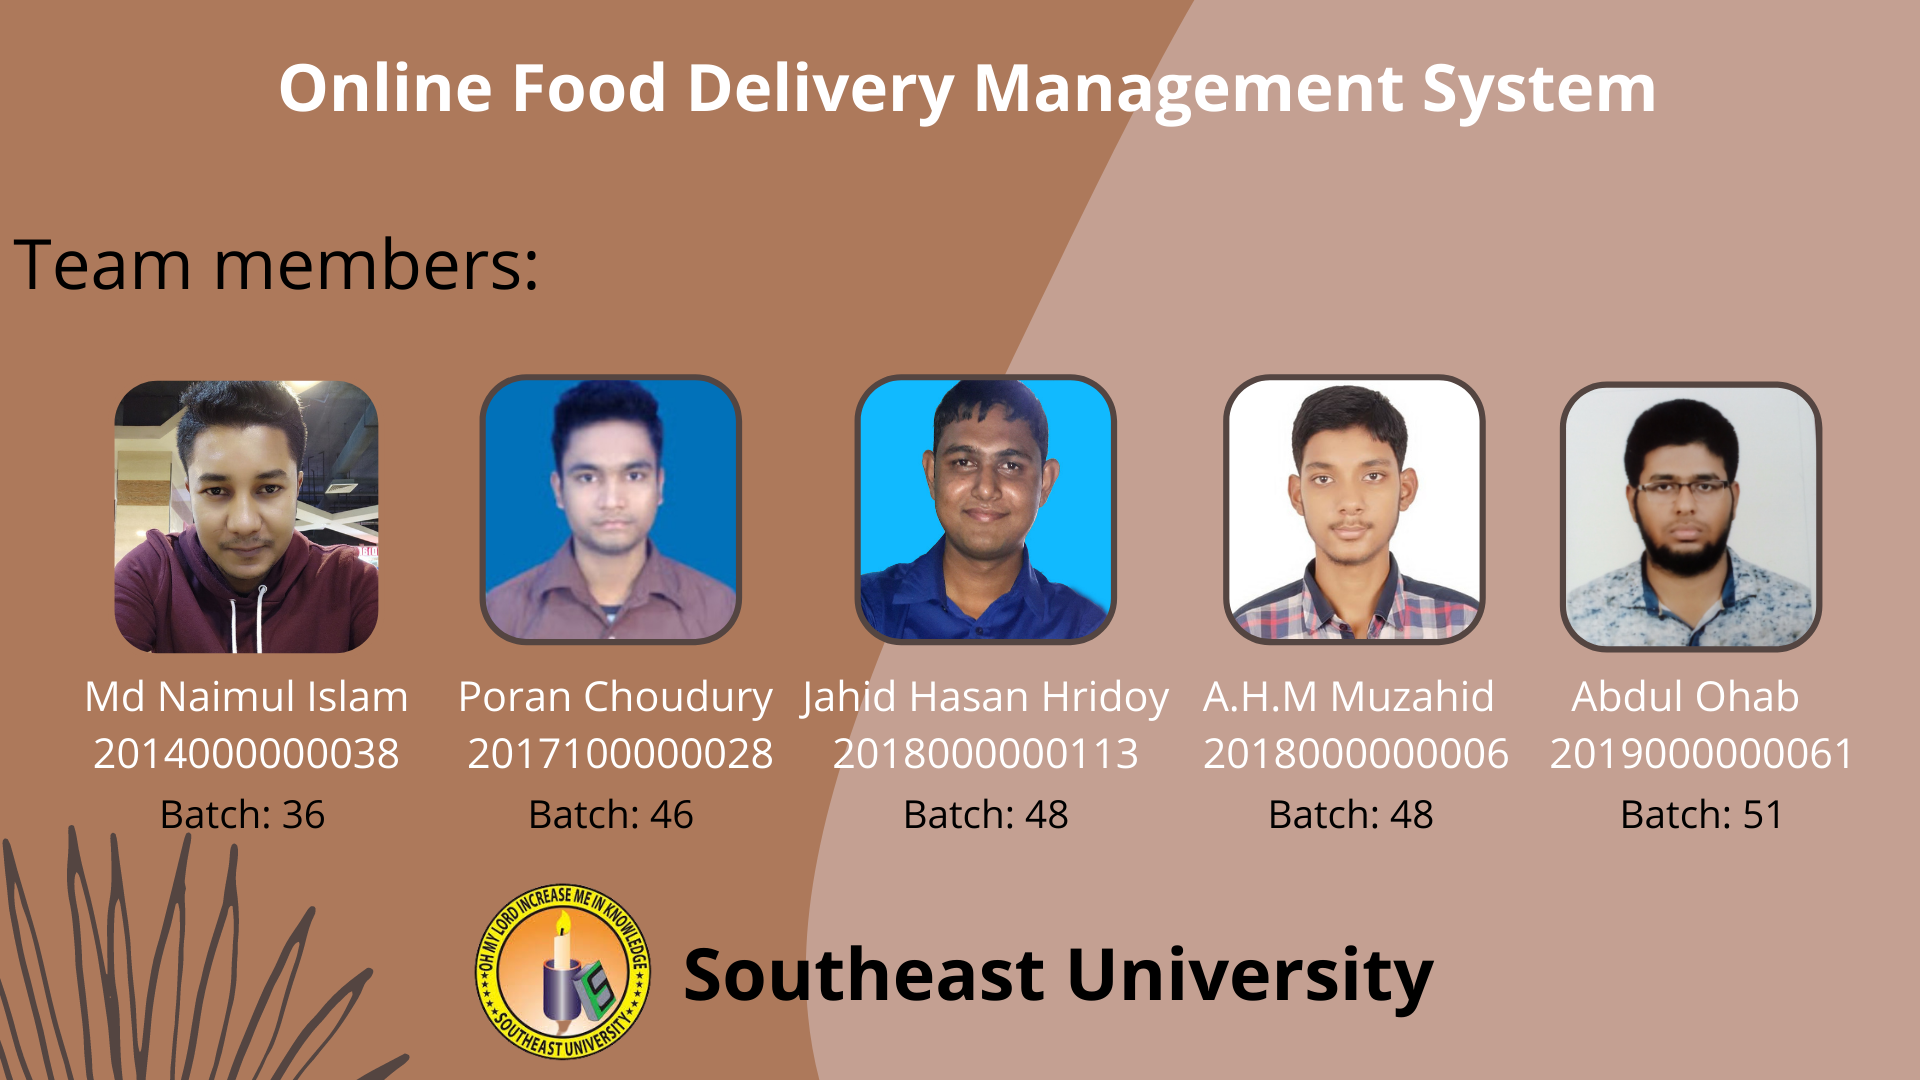 Online Food Delivery Management System
Team members:
Md Naimul Islam
2014000000038
Batch: 36
Poran Choudury
2017100000028
Batch: 46
Jahid Hasan Hridoy
2018000000113
Batch: 48
A.H.M Muzahid
2018000000006
Batch: 48
Abdul Ohab
2019000000061
Batch: 51
OH MY LORD INCREASE ME IN KNOWLEDGE
SOUTHEAST UNIVERSITY
Southeast University